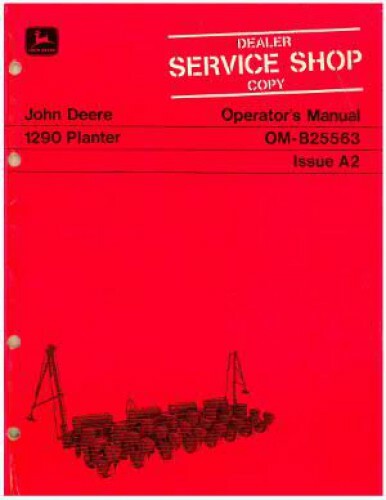 DEALER
SERVICE SHOP
COPY
John Deere
Operator's Manual
1290 Planter
OM-B25563
Issue A2